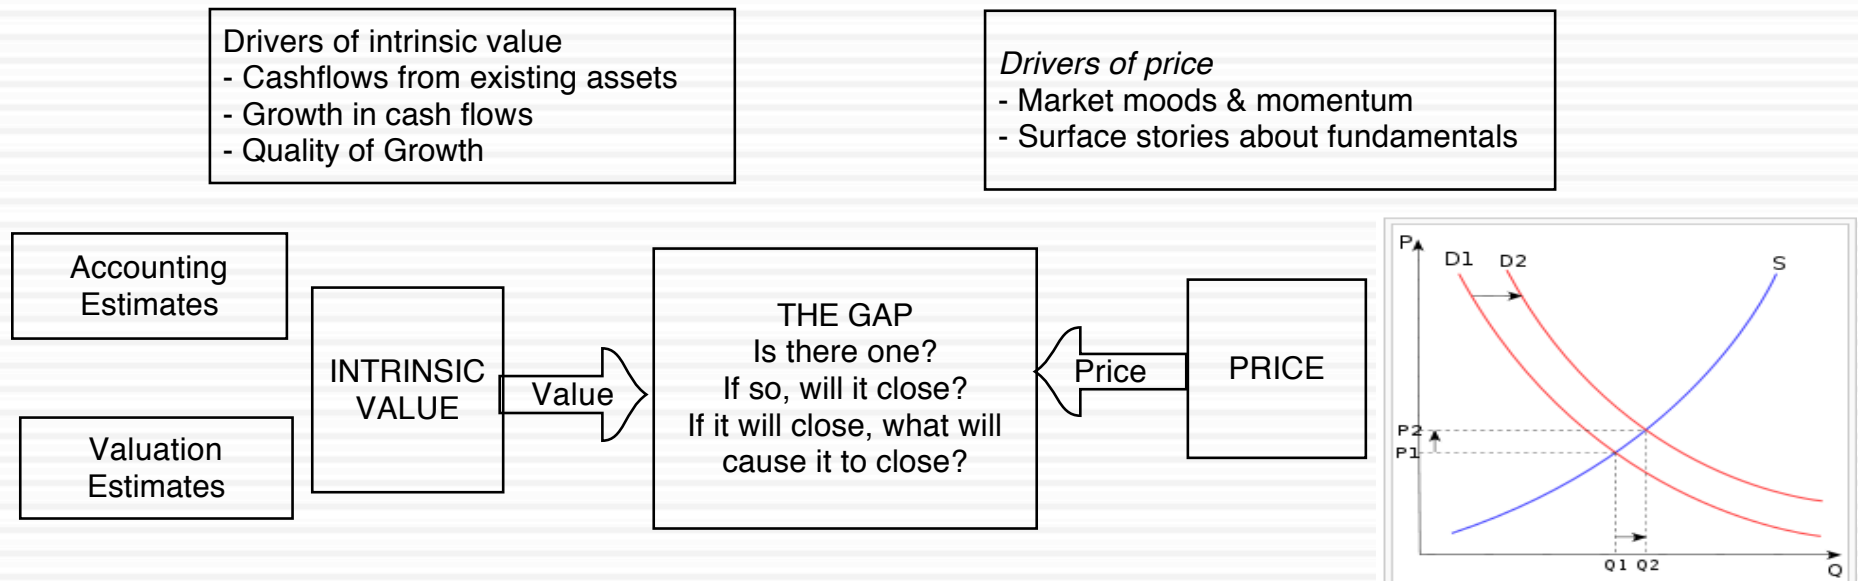 Drivers of intrinsic value
- Cashflows from existing assets
- Growth in cash flows
- Quality of Growth
Drivers of price
- Market moods & momentum
- Surface stories about fundamentals
Accounting
Estimates
Valuation
Estimates
INTRINSIC
VALUE
Value
THE GAP
Is there one?
If so, will it close?
If it will close, what will
cause it to close?
Price
PRICE
P
D1 D2
S
P2
P1
Q1 Q2
Q